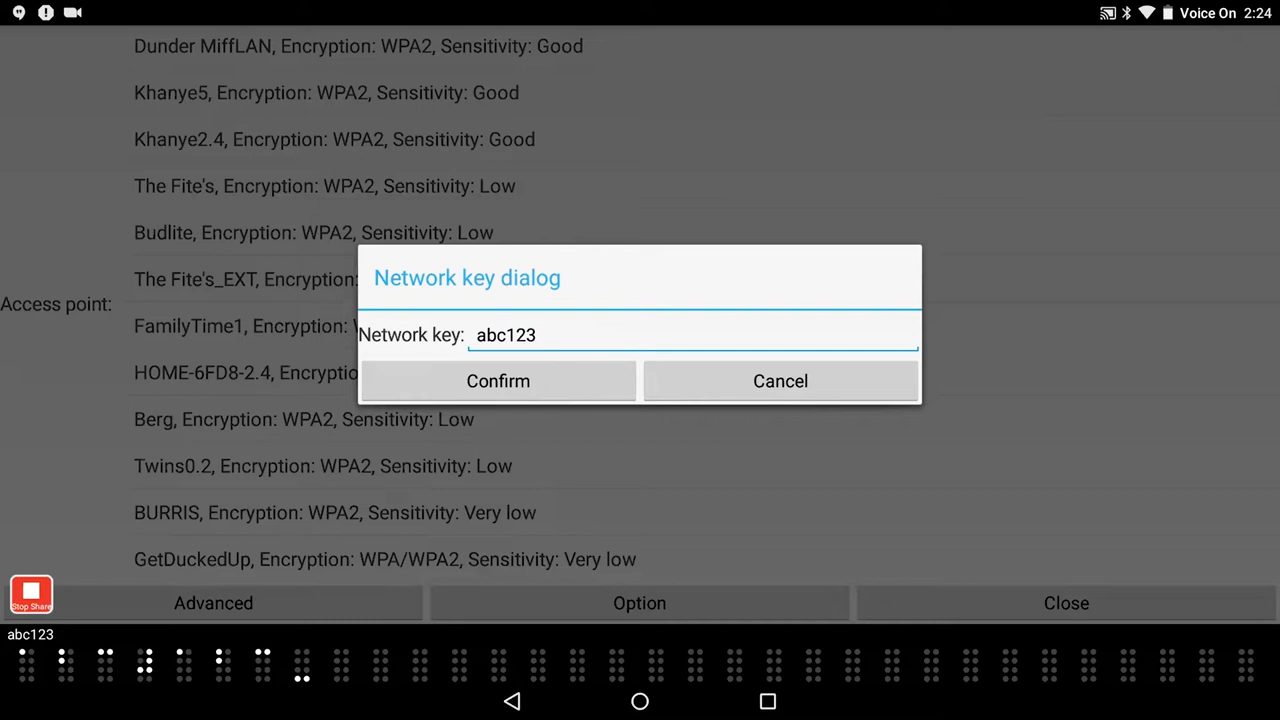 Voice On 2:24
Dunder MiffLAN, Encryption: WPA2, Sensitivity: Good
Khanye5, Encryption: WPA2, Sensitivity: Good
Khanye2.4, Encryption: WPA2, Sensitivity: Good
The Fite's, Encryption: WPA2, Sensitivity: Low
Budlite, Encryption: WPA2, Sensitivity: Low
The Fite's_EXT, Encryption:
Access point:
FamilyTime1, Encryption:
HOME-6FD8-2.4, Encryptio
Berg, Encryption: WPA2, Sensitivity: Low
Twins0.2, Encryption: WPA2, Sensitivity: Low
BURRIS, Encryption: WPA2, Sensitivity: Very low
GetDuckedUp, Encryption: WPA/WPA2, Sensitivity: Very low
Network key dialog
Network key: abc123
Confirm Cancel
Stop Share
Advanced Option Close
abc123